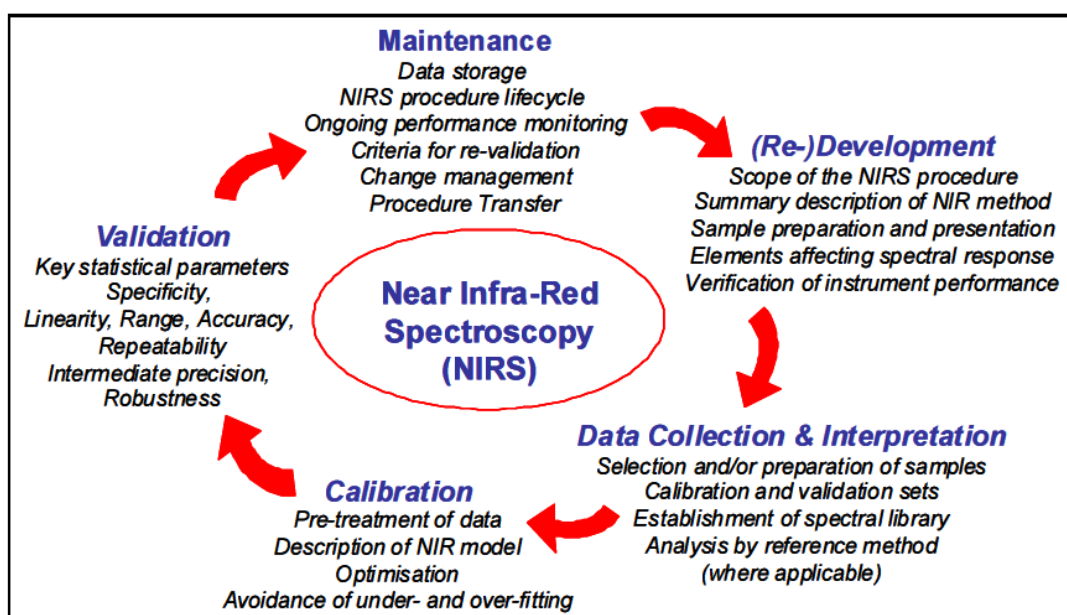 Maintenance
Data storage
NIRS procedure lifecycle
Ongoing performance monitoring
Criteria for re-validation
Change management
Procedure Transfer
(Re-)Development
Scope of the NIRS procedure
Summary description of NIR method
Sample preparation and presentation
Elements affecting spectral response
Verification of instrument performance
Validation
Key statistical parameters
Specificity,
Linearity, Range, Accuracy,
Repeatability
Intermediate precision,
Robustness
Near Infra-Red
Spectroscopy
(NIRS)
Data Collection & Interpretation
Selection and/or preparation of samples
Calibration and validation sets
Establishment of spectral library
Analysis by reference method
(where applicable)
Calibration
Pre-treatment of data
Description of NIR model
Optimisation
Avoidance of under- and over-fitting